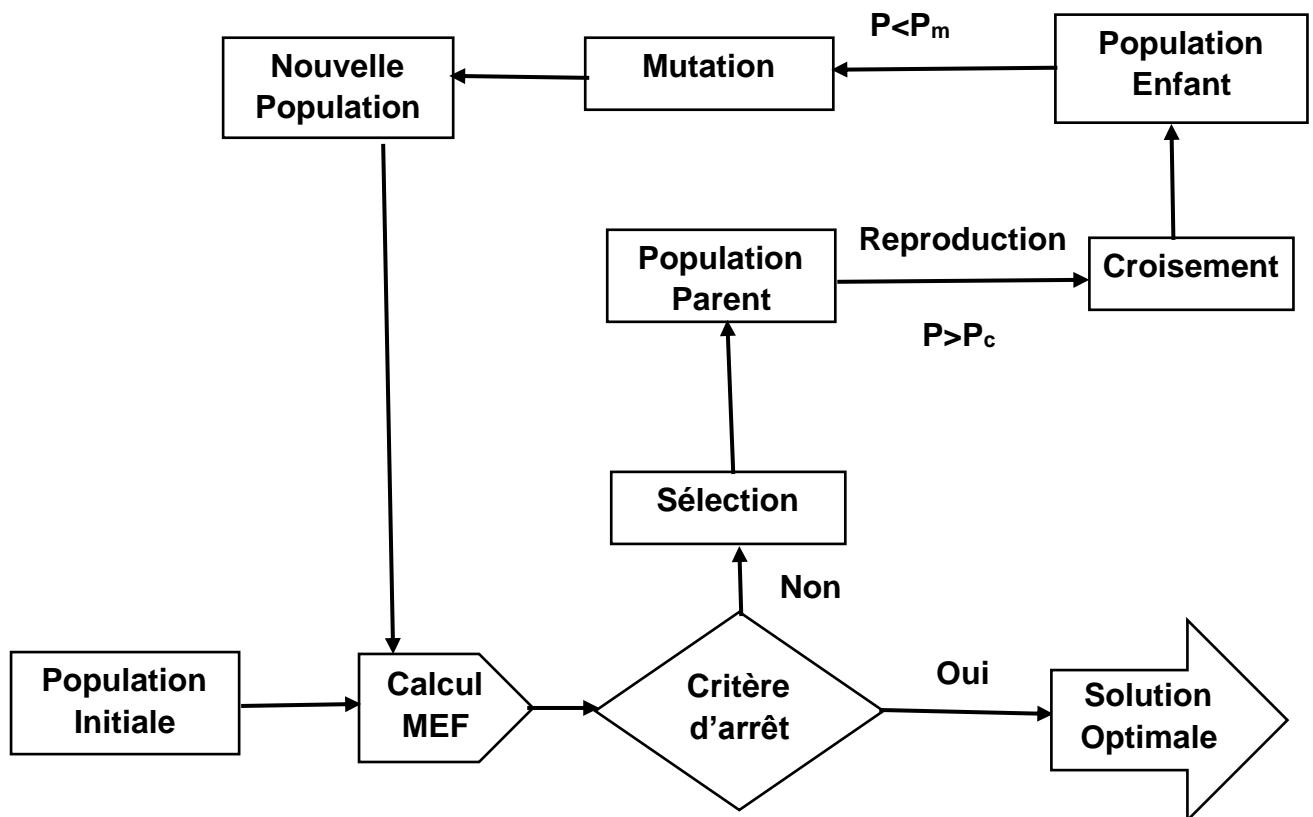 P<Pm
Nouvelle
Population
Mutation
Population
Enfant
Population
Parent
Reproduction
P>Pc
Croisement
Sélection
Non
Population
Initiale
Calcul
MEF
Critère
d'arrêt
Oui
Solution
Optimale